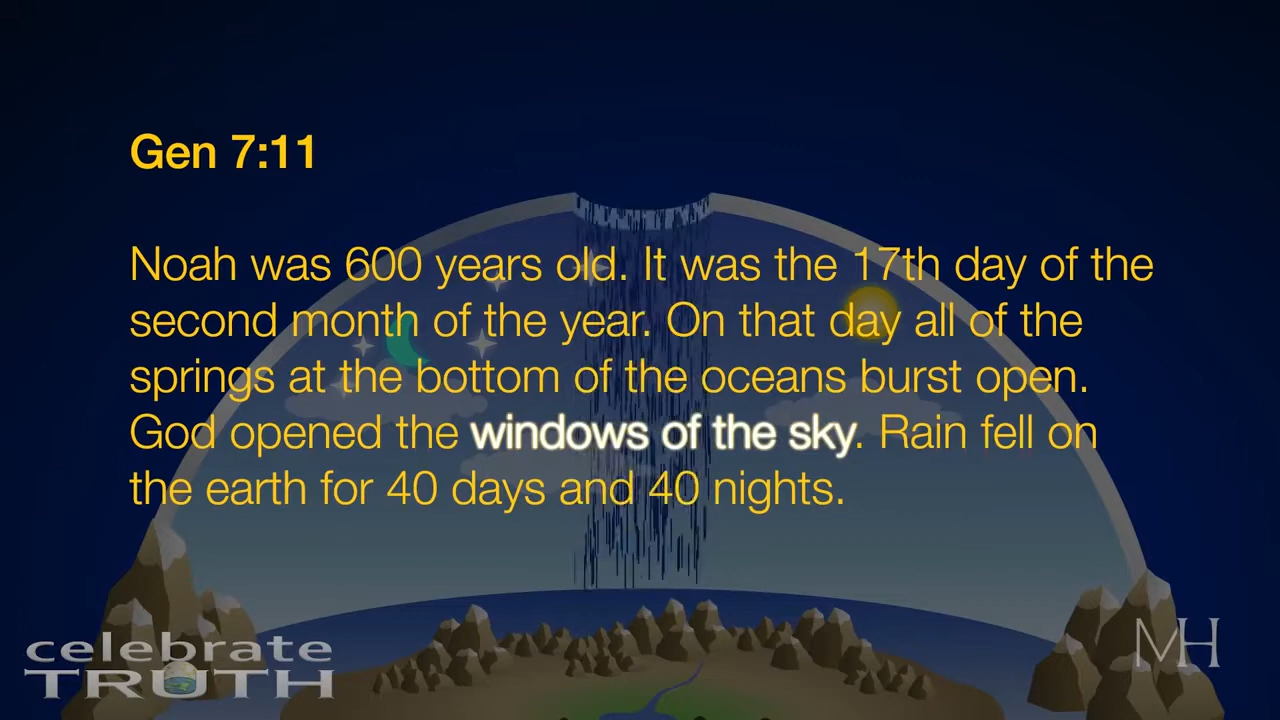 Gen 7:11
Noah was 600 years old. It was the 17th day of the
second month of the year. On that day all of the
springs at the bottom of the oceans burst open.
God opened the windows of the sky. Rain fell on
the earth for 40 days and 40 nights.
celebrate
TRUTH
MH